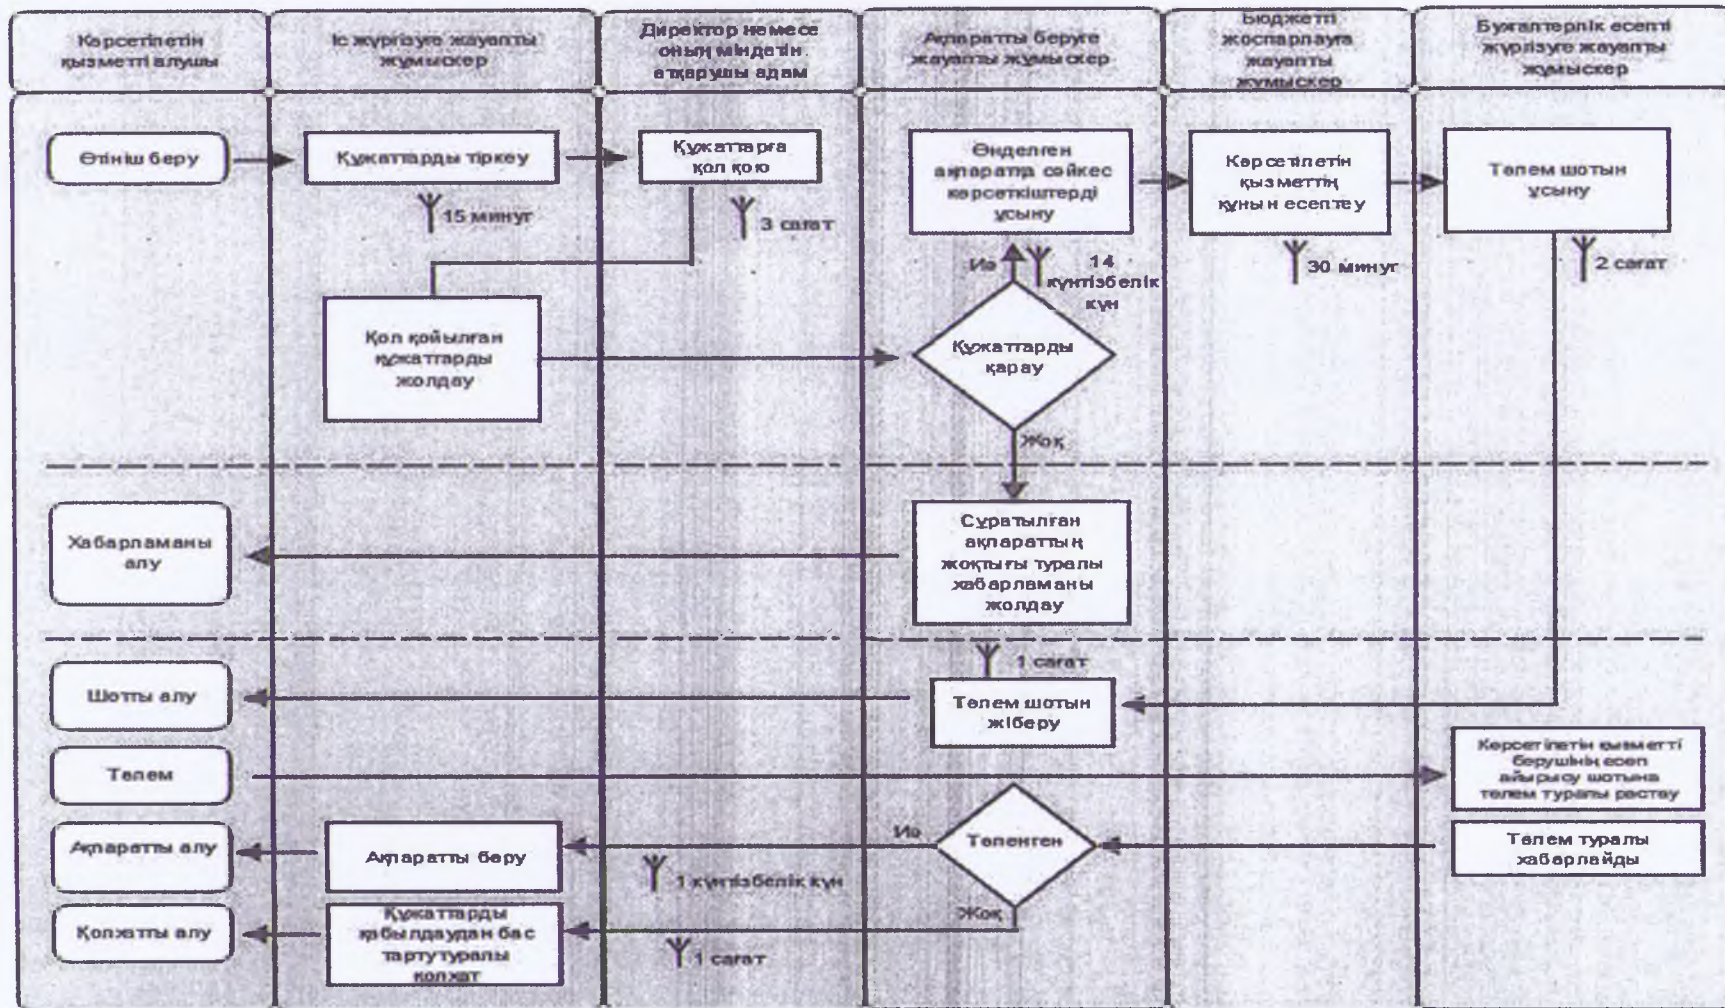 Көрсетілетін
қызметті алушы
Іс жүргізуге жауапты
жұмыскер
Директор немесе
оның міндетін
атқарушы адам
Ақпаратты беруге
жауапты жұмыскер
Бюджетті
жоспарлауға
жауапты
жұмыскер
Бухгалтерлік есепті
жүргізуге жауапты
жұмыскер
Өтініш беру
Құжаттарды тіркеу
15 минут
Құжаттарға
қол қою
3 сағат
Өңделген
ақпаратқа сәйкес
көрсеткіштерді
ұсыну
Көрсетілетін
қызметтің
құнын есептеу
30 минут
Төлем шотын
ұсыну
2 сағат
Иә
14
күнтізбелік
күн
Қол қойылған
құжаттарды
жолдау
Құжаттарды
қарау
Жоқ
Хабарламаны
алу
Сұратылған
ақпараттың
жоқтығы туралы
хабарламаны
жолдау
1 сағат
Шотты алу
Төлем шотын
жіберу
Төлем
Көрсетілетін қызметті
берушінің есеп
айырысу шотына
төлем туралы растау
Ақпаратты алу
Ақпаратты беру
Иә
Төленген
Төлем туралы
хабарлайды
1 күнтізбелік күн
Жоқ
Қолхатты алу
Құжаттарды
қабылдаудан бас
тарту туралы
қолхат
1 сағат